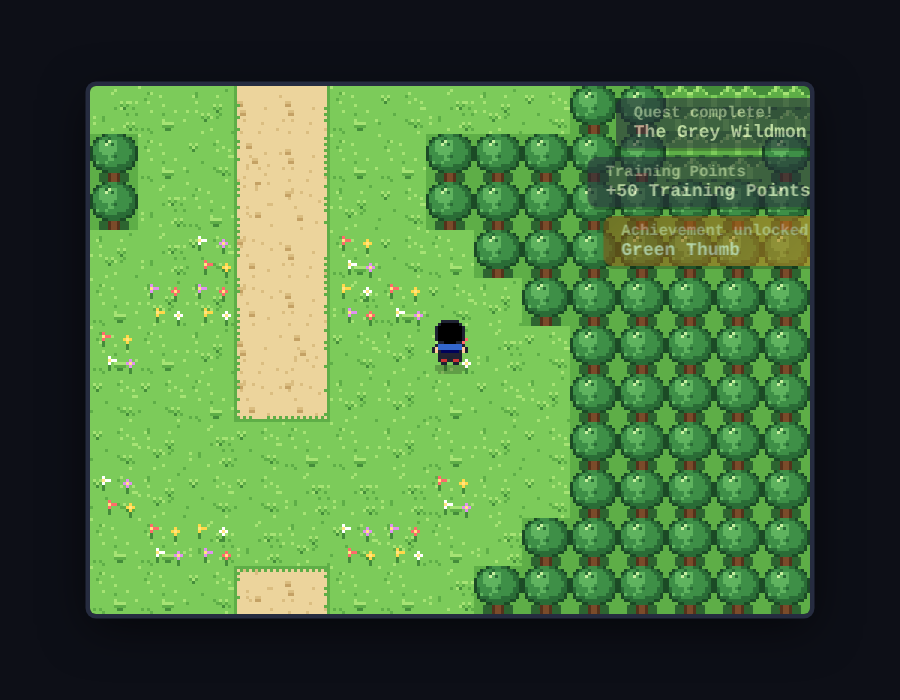 Quest complete!
The Grey Wildmon
Training Points
+50 Training Points
Achievement unlocked
Green Thumb